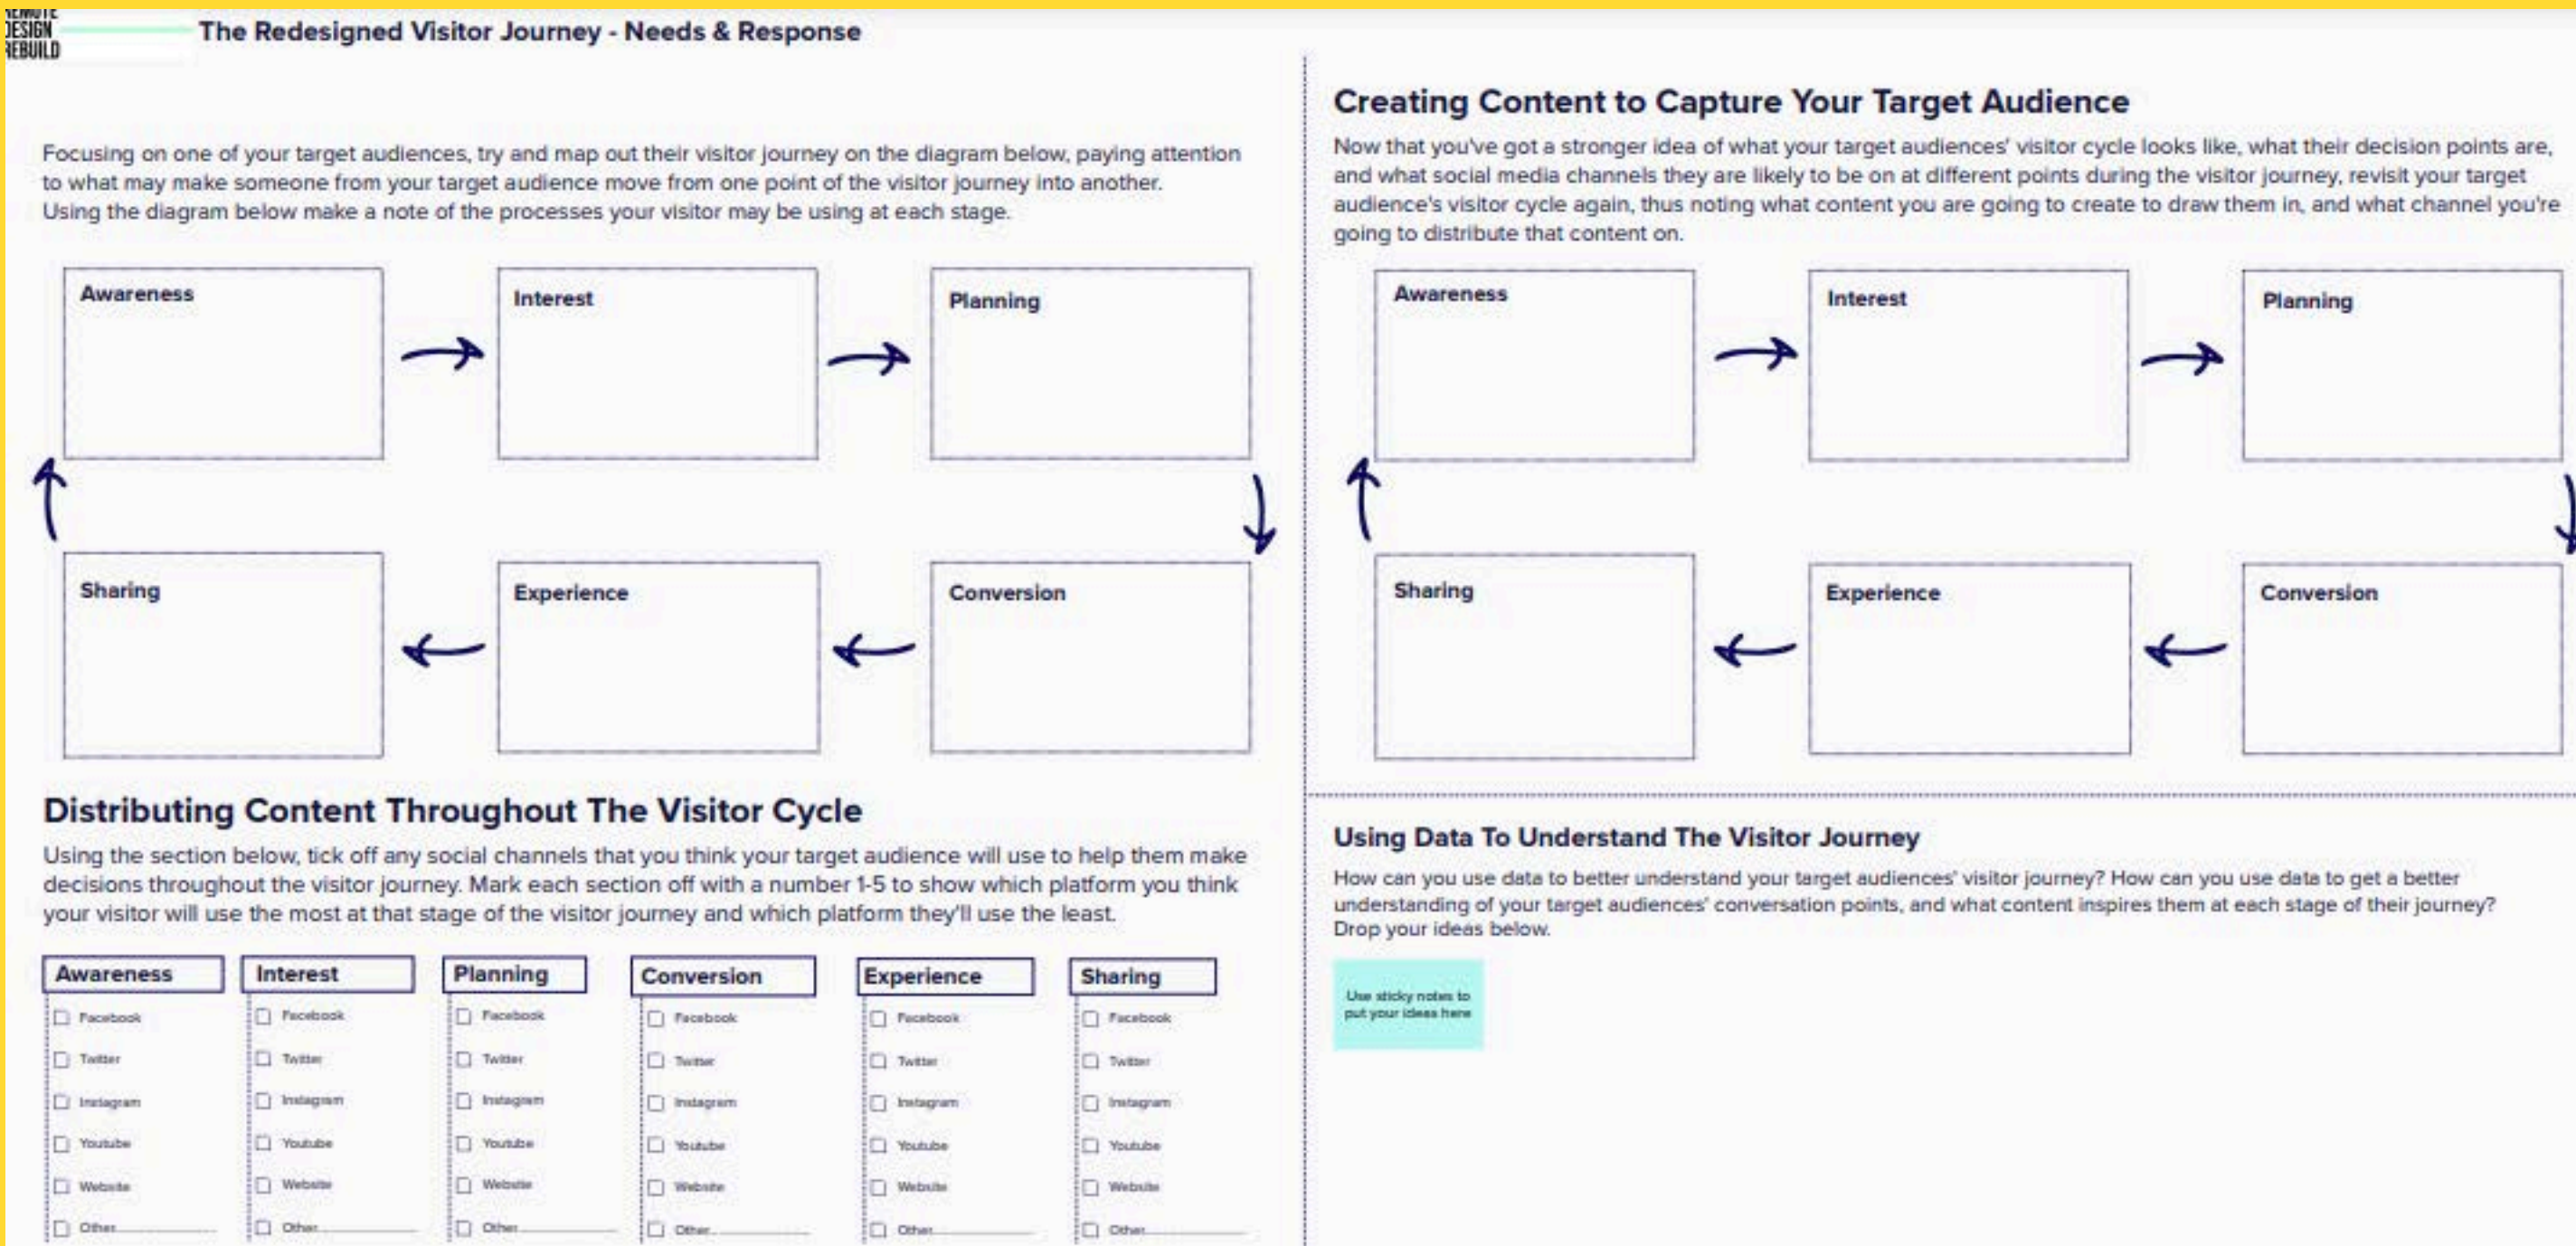 REMOTE
DESIGN
REBUILD
The Redesigned Visitor Journey - Needs & Response
Focusing on one of your target audiences, try and map out their visitor journey on the diagram below, paying attention
to what may make someone from your target audience move from one point of the visitor journey into another.
Using the diagram below make a note of the processes your visitor may be using at each stage.
Awareness
Interest
Planning
Sharing
Experience
Conversion
Distributing Content Throughout The Visitor Cycle
Using the section below, tick off any social channels that you think your target audience will use to help them make
decisions throughout the visitor journey. Mark each section off with a number 1-5 to show which platform you think
your visitor will use the most at that stage of the visitor journey and which platform they'll use the least.
Awareness
Facebook
Twitter
Instagram
Youtube
Website
Other
Interest
Facebook
Twitter
Instagram
Youtube
Website
Other
Planning
Facebook
Twitter
Instagram
Youtube
Website
Other
Conversion
Facebook
Twitter
Instagram
Youtube
Website
Other
Experience
Facebook
Twitter
Instagram
Youtube
Website
Other
Sharing
Facebook
Twitter
Instagram
Youtube
Website
Other
Creating Content to Capture Your Target Audience
Now that you've got a stronger idea of what your target audiences' visitor cycle looks like, what their decision points are,
and what social media channels they are likely to be on at different points during the visitor journey, revisit your target
audience's visitor cycle again, thus noting what content you are going to create to draw them in, and what channel you're
going to distribute that content on.
Awareness
Interest
Planning
Sharing
Experience
Conversion
Using Data To Understand The Visitor Journey
How can you use data to better understand your target audiences' visitor journey? How can you use data to get a better
understanding of your target audiences' conversation points, and what content inspires them at each stage of their journey?
Drop your ideas below.
Use sticky notes to
put your ideas here